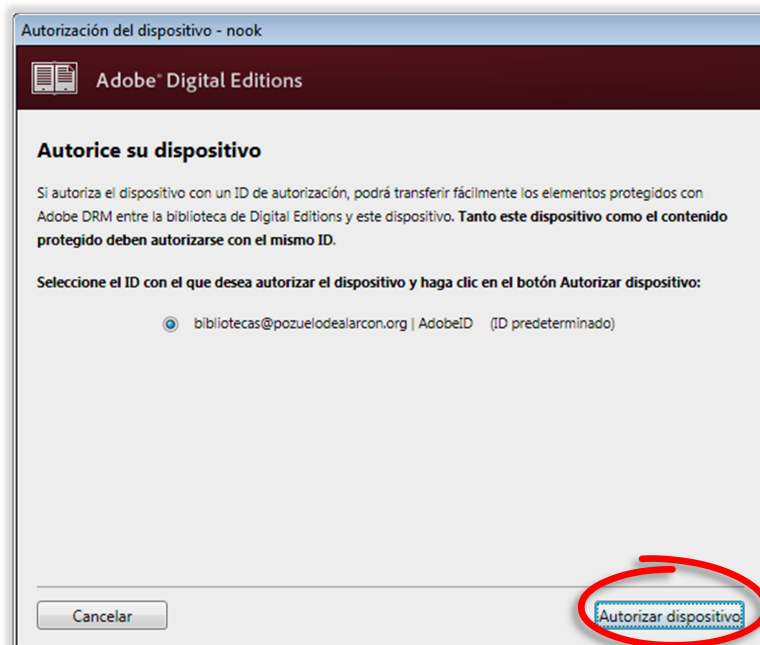 Autorización del dispositivo - nook
Adobe® Digital Editions
Autorice su dispositivo
Si autoriza el dispositivo con un ID de autorización, podrá transferir fácilmente los elementos protegidos con
Adobe DRM entre la biblioteca de Digital Editions y este dispositivo. Tanto este dispositivo como el contenido
protegido deben autorizarse con el mismo ID.
Seleccione el ID con el que desea autorizar el dispositivo y haga clic en el botón Autorizar dispositivo:
bibliotecas@pozuelodealarcon.org | AdobeID (ID predeterminado)
Cancelar Autorizar dispositivo